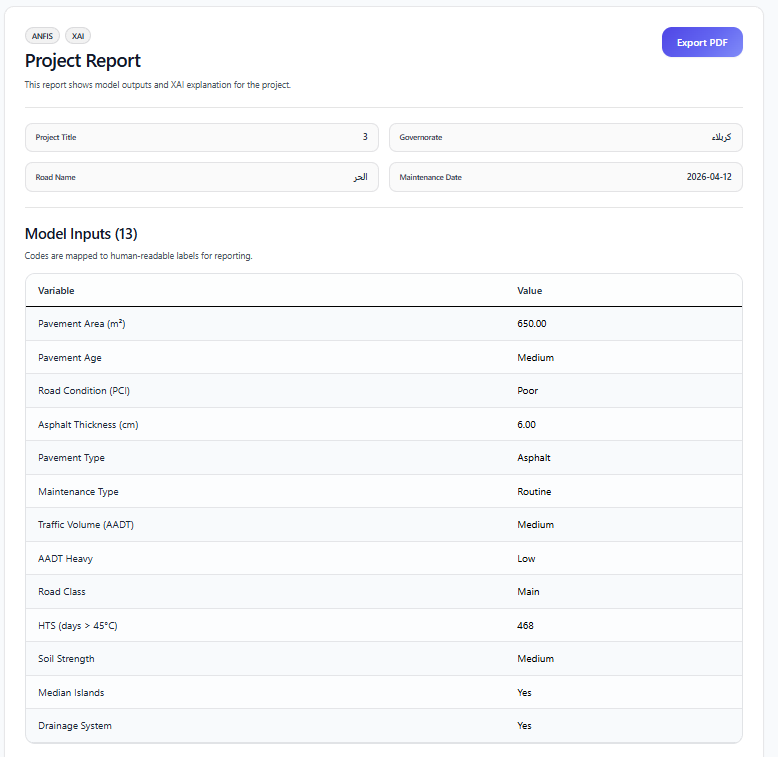 ANFIS XAI
Export PDF
Project Report
This report shows model outputs and XAI explanation for the project.
Project Title 3
Governorate كربلاء
Road Name الحر
Maintenance Date 2026-04-12
Model Inputs (13)
Codes are mapped to human-readable labels for reporting.
Variable Value
Pavement Area (m²) 650.00
Pavement Age Medium
Road Condition (PCI) Poor
Asphalt Thickness (cm) 6.00
Pavement Type Asphalt
Maintenance Type Routine
Traffic Volume (AADT) Medium
AADT Heavy Low
Road Class Main
HTS (days > 45°C) 468
Soil Strength Medium
Median Islands Yes
Drainage System Yes